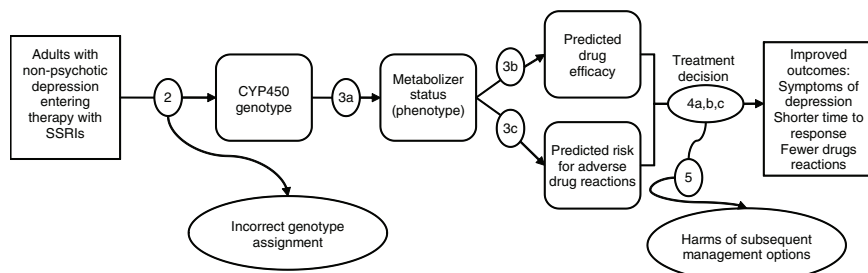 Adults with
non-psychotic
depression
entering
therapy with
SSRIs
2
CYP450
genotype
3a
Metabolizer
status
(phenotype)
3b
3c
Predicted
drug
efficacy
Predicted risk
for adverse
drug reactions
Treatment
decision
4a,b,c
5
Improved
outcomes:
Symptoms of
depression
Shorter time to
response
Fewer drugs
reactions
Incorrect genotype
assignment
Harms of subsequent
management options